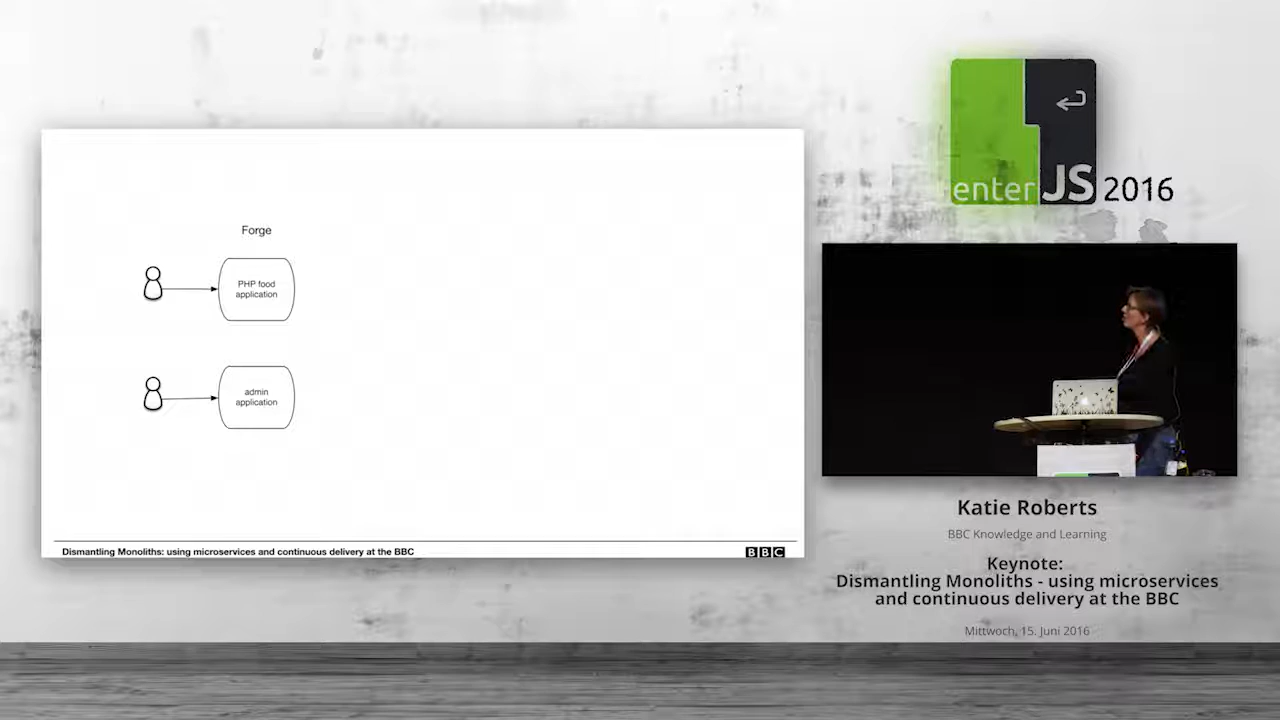 Forge
PHP food
application
admin
application
Dismantling Monoliths: using microservices and continuous delivery at the BBC
BBC
enterJS 2016
Katie Roberts
BBC Knowledge and Learning
Keynote:
Dismantling Monoliths - using microservices
and continuous delivery at the BBC
Mittwoch, 15. Juni 2016